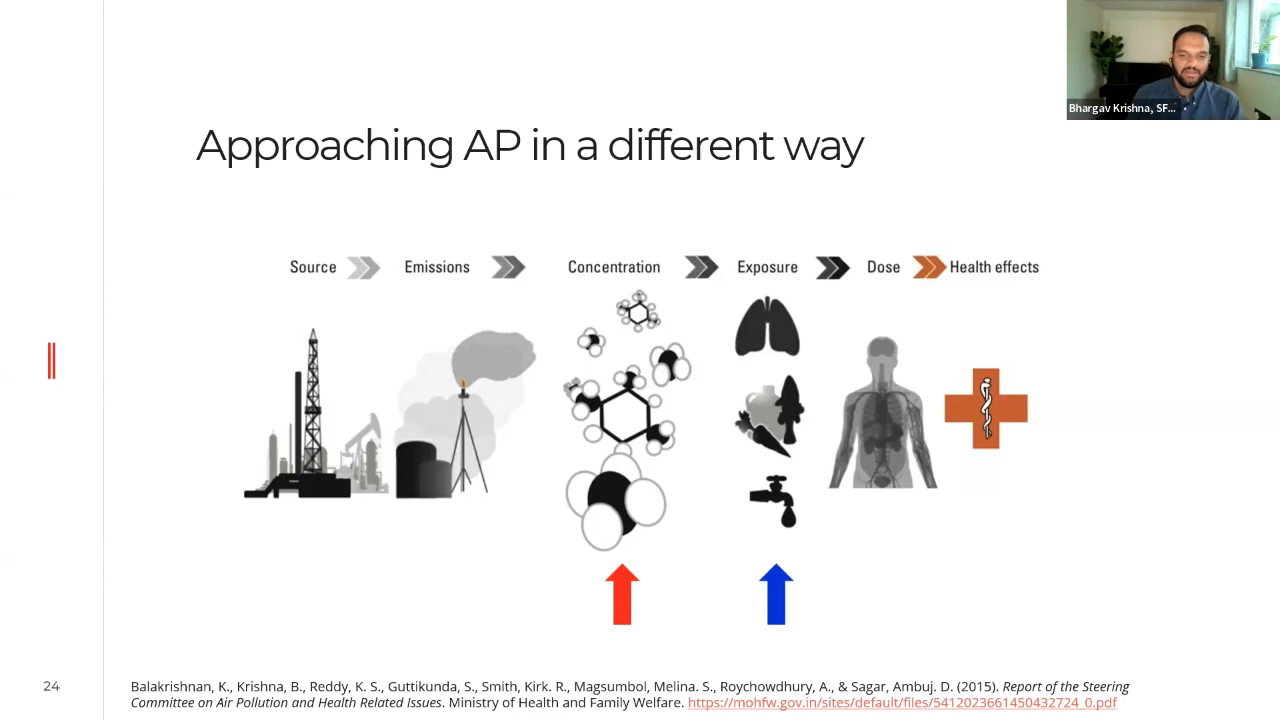 Bhargav Krishna, SF...
Approaching AP in a different way
Source Emissions Concentration Exposure Dose Health effects
24
Balakrishnan, K., Krishna, B., Reddy, K. S., Guttikunda, S., Smith, Kirk. R., Magsumbol, Melina. S., Roychowdhury, A., & Sagar, Ambuj. D. (2015). Report of the Steering
Committee on Air Pollution and Health Related Issues. Ministry of Health and Family Welfare. https://mohfw.gov.in/sites/default/files/5412023661450432724_0.pdf